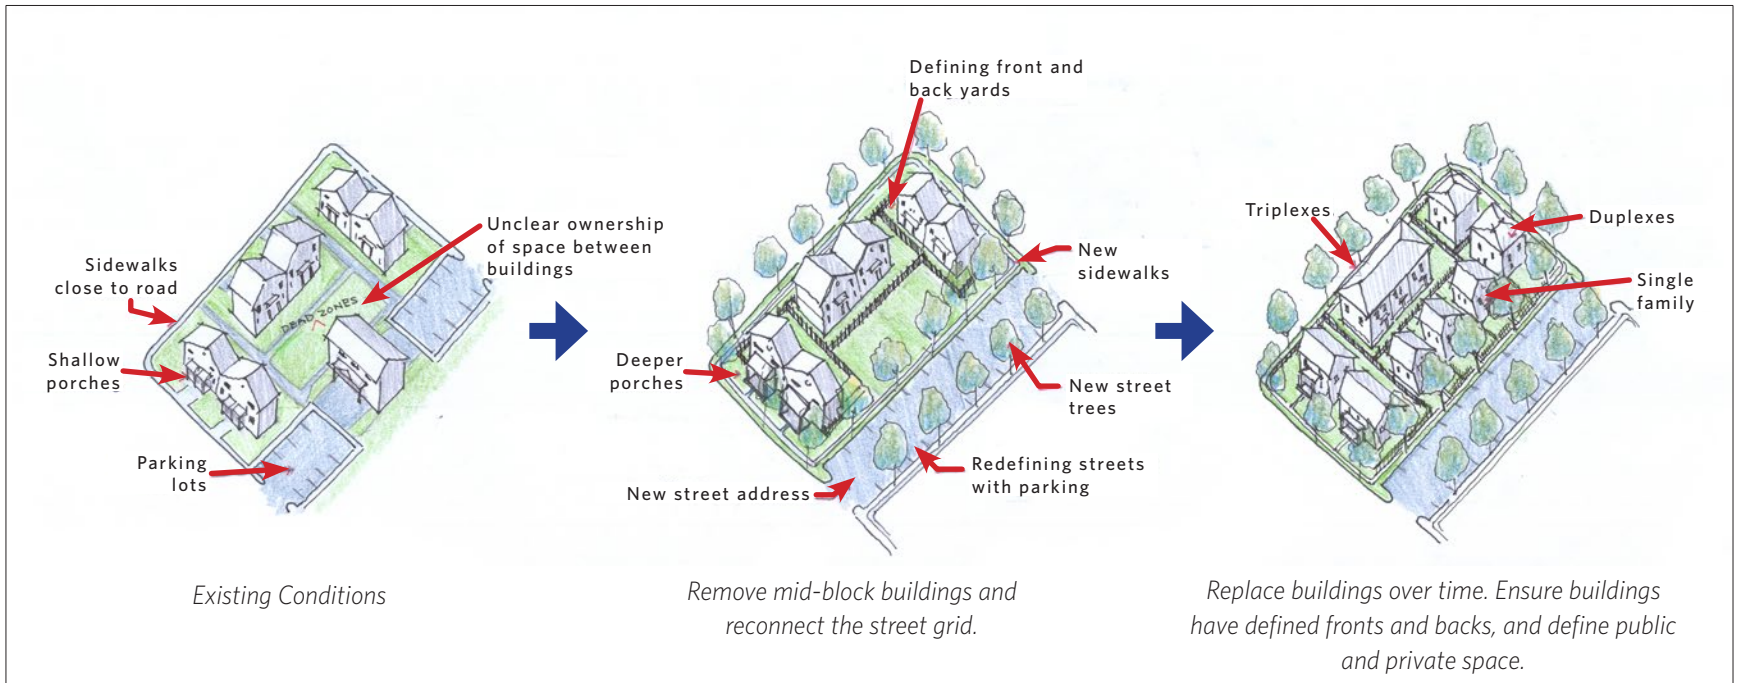 Sidewalks
close to road
Shallow
porches
Parking
lots
Unclear ownership
of space between
buildings
DEAD ZONES
Existing Conditions
Defining front and
back yards
New
sidewalks
Deeper
porches
New street
trees
Redefining streets
with parking
New street address
Remove mid-block buildings and
reconnect the street grid.
Triplexes
Duplexes
Single
family
Replace buildings over time. Ensure buildings
have defined fronts and backs, and define public
and private space.